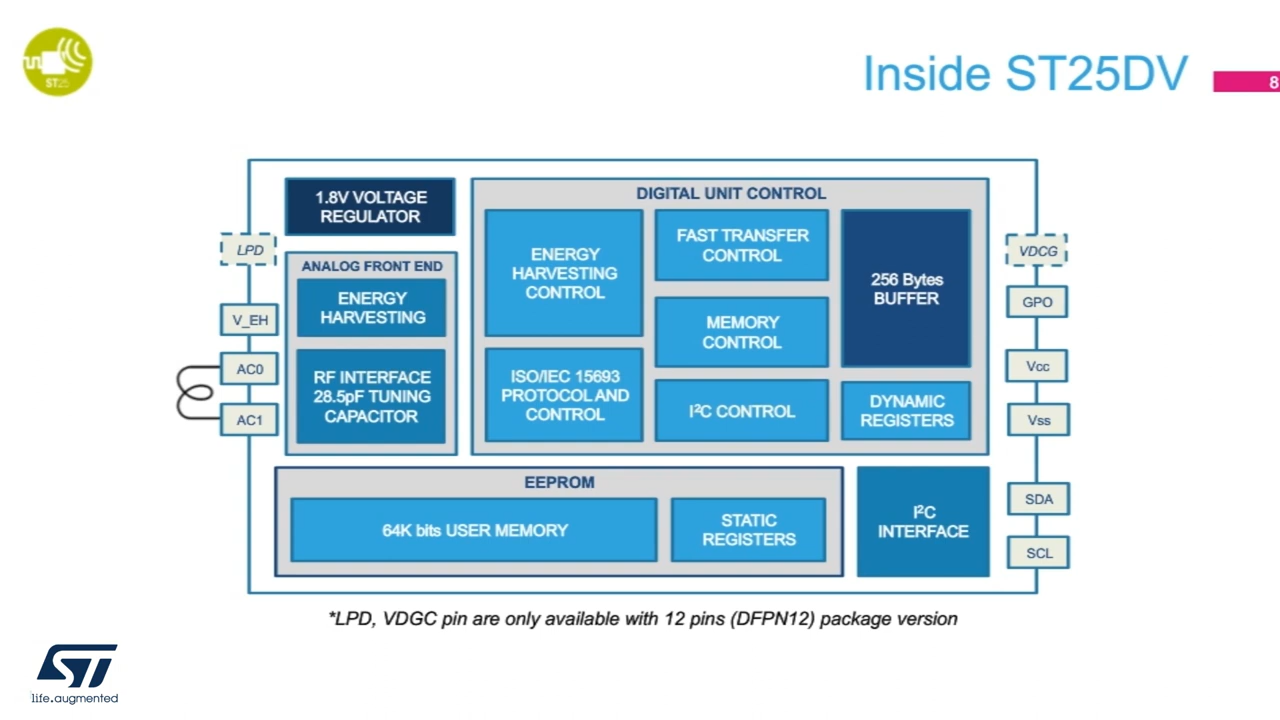 ST25
Inside ST25DV
8
1.8V VOLTAGE
REGULATOR
LPD
V_EH
AC0
AC1
ANALOG FRONT END
ENERGY
HARVESTING
RF INTERFACE
28.5pF TUNING
CAPACITOR
DIGITAL UNIT CONTROL
ENERGY
HARVESTING
CONTROL
ISO/IEC 15693
PROTOCOL AND
CONTROL
FAST TRANSFER
CONTROL
MEMORY
CONTROL
I²C CONTROL
256 Bytes
BUFFER
DYNAMIC
REGISTERS
EEPROM
64K bits USER MEMORY
STATIC
REGISTERS
I²C
INTERFACE
VDCG
GPO
Vcc
Vss
SDA
SCL
*LPD, VDGC pin are only available with 12 pins (DFPN12) package version
ST
life.augmented